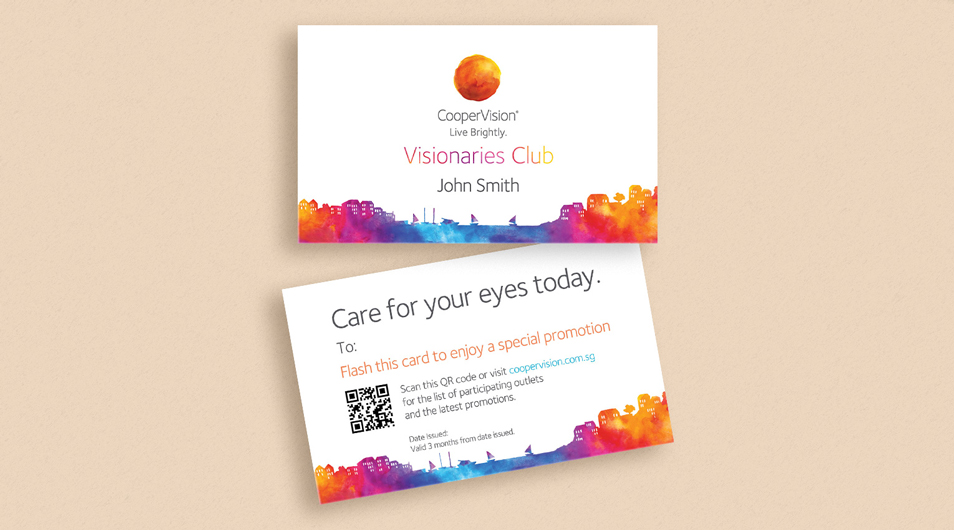 CooperVision®
Live Brightly.
Visionaries Club
John Smith
Care for your eyes today.
To:
Flash this card to enjoy a special promotion
Scan this QR code or visit coopervision.com.sg
for the list of participating outlets
and the latest promotions.
Date issued:
Valid 3 months from date issued.